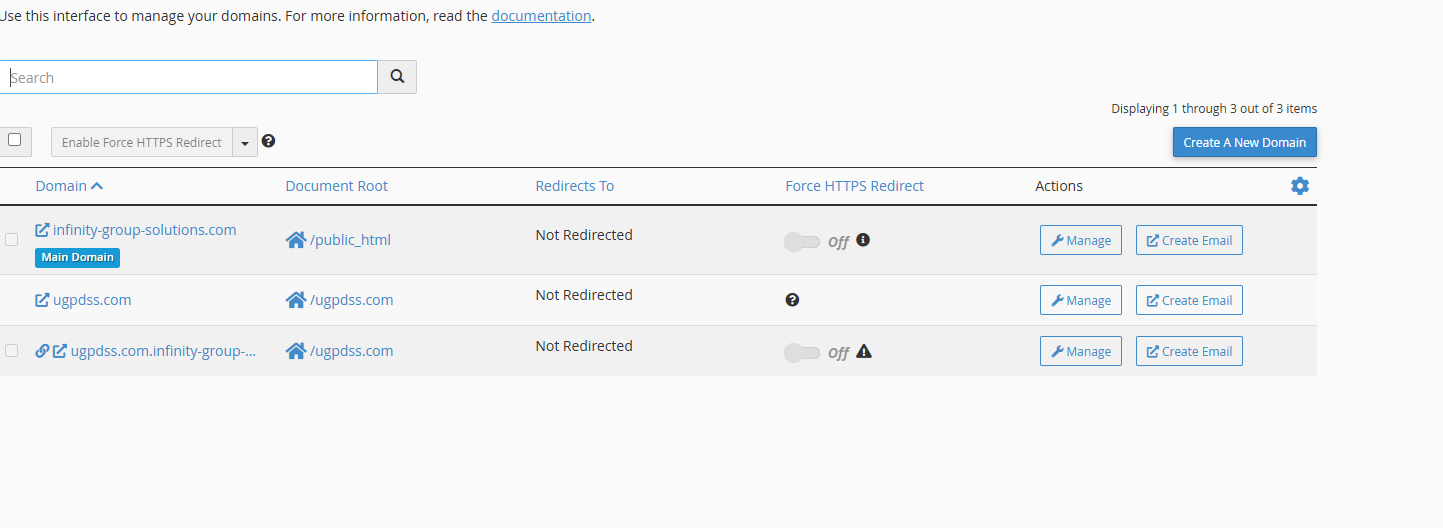 Use this interface to manage your domains. For more information, read the documentation.
Search
Displaying 1 through 3 out of 3 items
Enable Force HTTPS Redirect
Create A New Domain
Domain Document Root Redirects To Force HTTPS Redirect Actions
infinity-group-solutions.com /public_html Not Redirected Off Manage Create Email
Main Domain
ugpdss.com /ugpdss.com Not Redirected Manage Create Email
ugpdss.com.infinity-group-... /ugpdss.com Not Redirected Off Manage Create Email